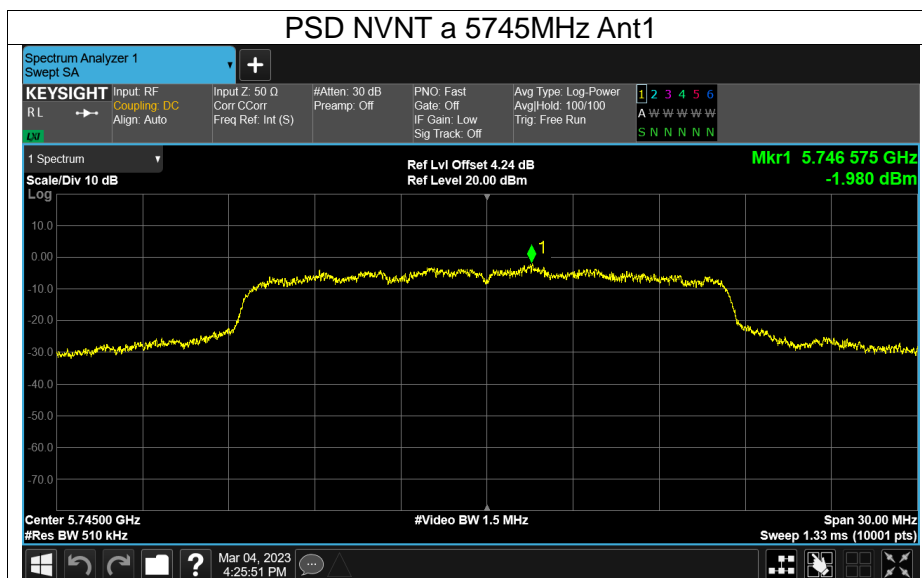 PSD NVNT a 5745MHz Ant1
Spectrum Analyzer 1
Swept SA
+
KEYSIGHT
R L
LXI
Input: RF
Coupling: DC
Align: Auto
Input Z: 50 Ω
Corr CCorr
Freq Ref: Int (S)
#Atten: 30 dB
Preamp: Off
PNO: Fast
Gate: Off
IF Gain: Low
Sig Track: Off
Avg Type: Log-Power
Avg|Hold: 100/100
Trig: Free Run
1 2 3 4 5 6
A W W W W W
S N N N N N
1 Spectrum
Scale/Div 10 dB
Ref Lvl Offset 4.24 dB
Ref Level 20.00 dBm
Mkr1 5.746 575 GHz
-1.980 dBm
Log
10.0
0.00
-10.0
-20.0
-30.0
-40.0
-50.0
-60.0
-70.0
1
Center 5.74500 GHz
#Res BW 510 kHz
#Video BW 1.5 MHz
Span 30.00 MHz
Sweep 1.33 ms (10001 pts)
?
Mar 04, 2023
4:25:51 PM
...